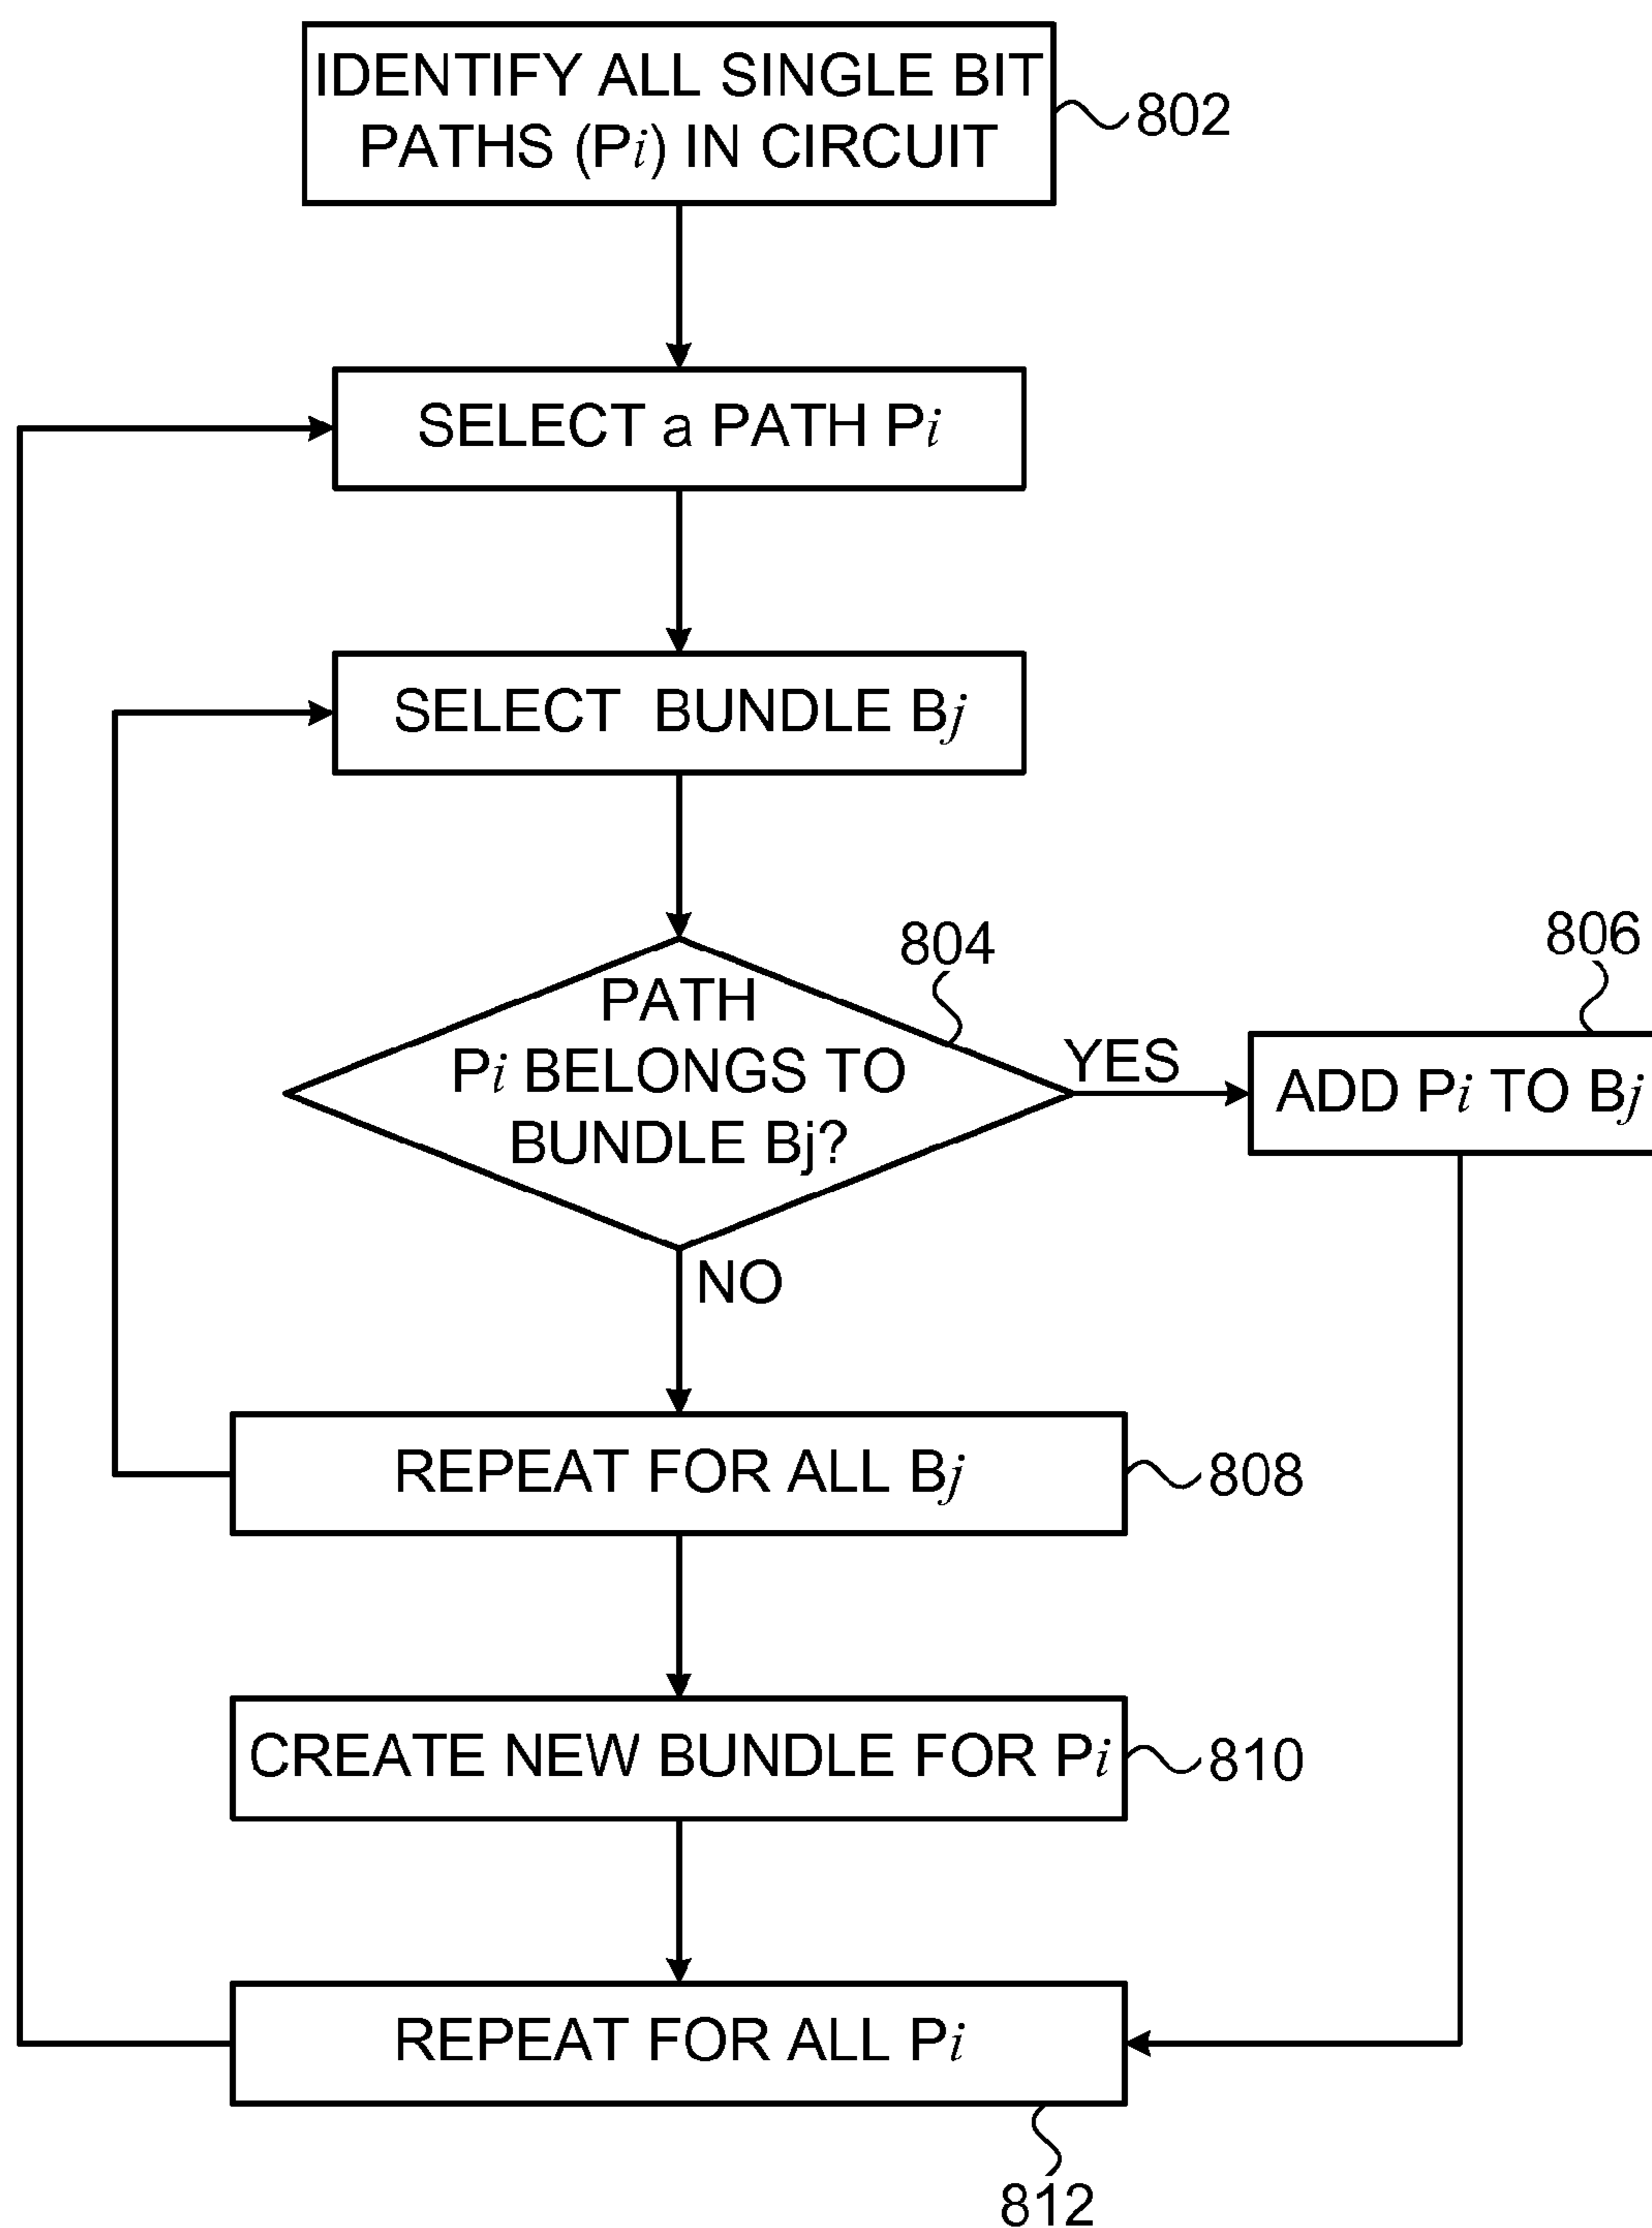 IDENTIFY ALL SINGLE BIT
PATHS (Pi) IN CIRCUIT
802
SELECT a PATH Pi
SELECT BUNDLE Bj
804
PATH
Pi BELONGS TO
BUNDLE Bj?
YES
806
ADD Pi TO Bj
NO
REPEAT FOR ALL Bj
808
CREATE NEW BUNDLE FOR Pi
810
REPEAT FOR ALL Pi
812